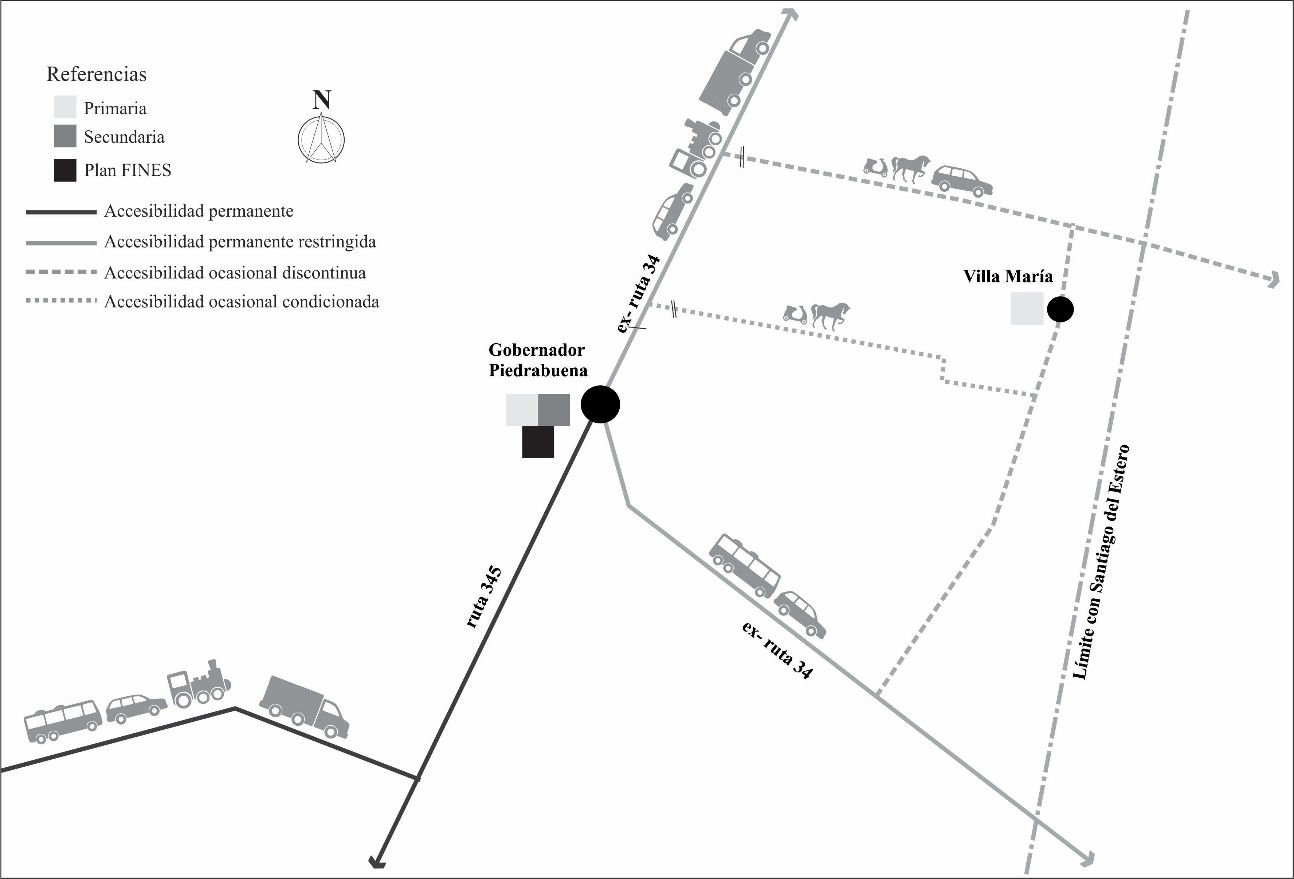 Referencias
Primaria
Secundaria
Plan FINES
Accesibilidad permanente
Accesibilidad permanente restringida
Accesibilidad ocasional discontinua
Accesibilidad ocasional condicionada
N
ex- ruta 34
Villa María
Gobernador
Piedrabuena
ruta 345
ex- ruta 34
Límite con Santiago del Estero